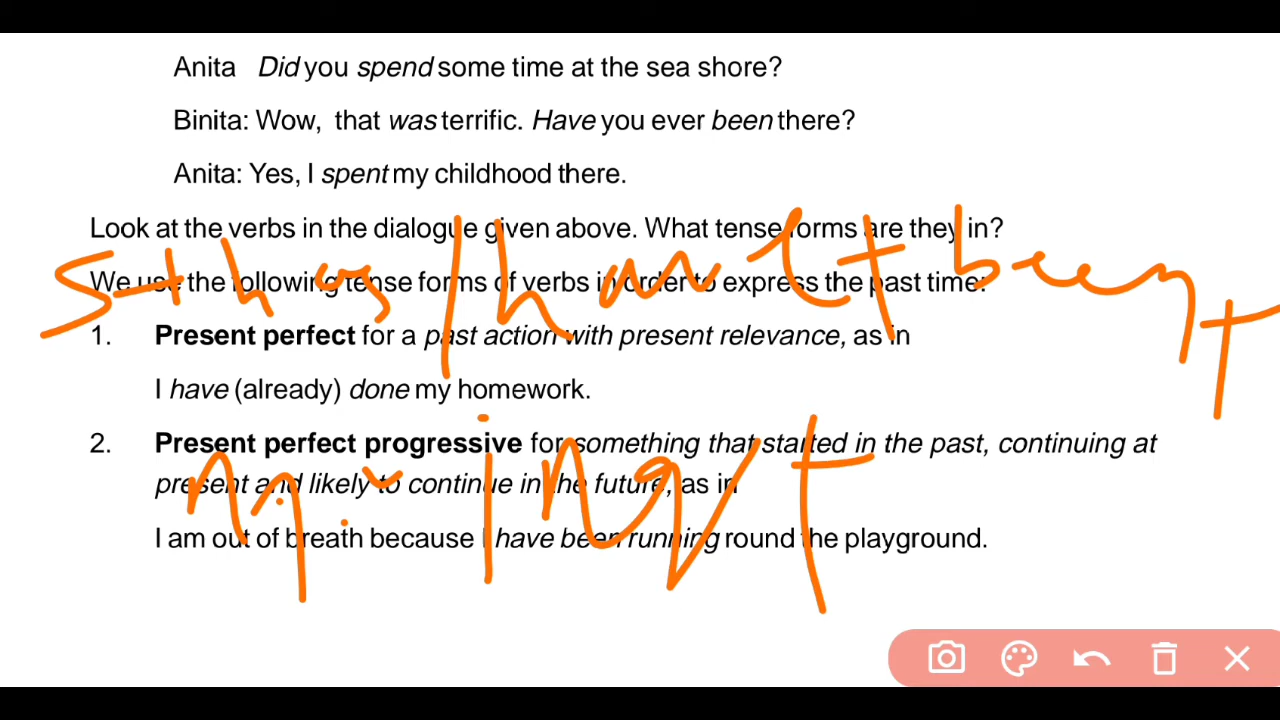 Anita Did you spend some time at the sea shore?
Binita: Wow, that was terrific. Have you ever been there?
Anita: Yes, I spent my childhood there.
Look at the verbs in the dialogue given above. What tense forms are they in?
We use the following tense forms of verbs in order to express the past time:
S+has/have+been+
1. Present perfect for a past action with present relevance, as in
I have (already) done my homework.
2. Present perfect progressive for something that started in the past, continuing at
present and likely to continue in the future, as in
I am out of breath because I have been running round the playground.